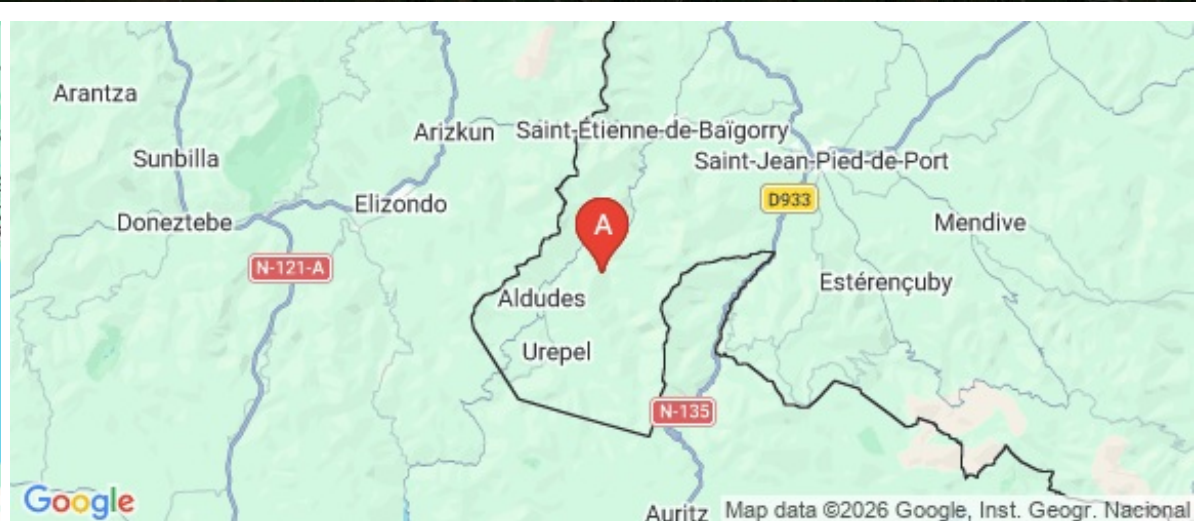 Arantza
Arizkun
Saint-Étienne-de-Baïgorry
Sunbilla
Saint-Jean-Pied-de-Port
Elizondo
D933
Doneztebe
A
Mendive
N-121-A
Estérençuby
Aldudes
Urepel
N-135
Google
Auritz
Map data ©2026 Google, Inst. Geogr. Nacional